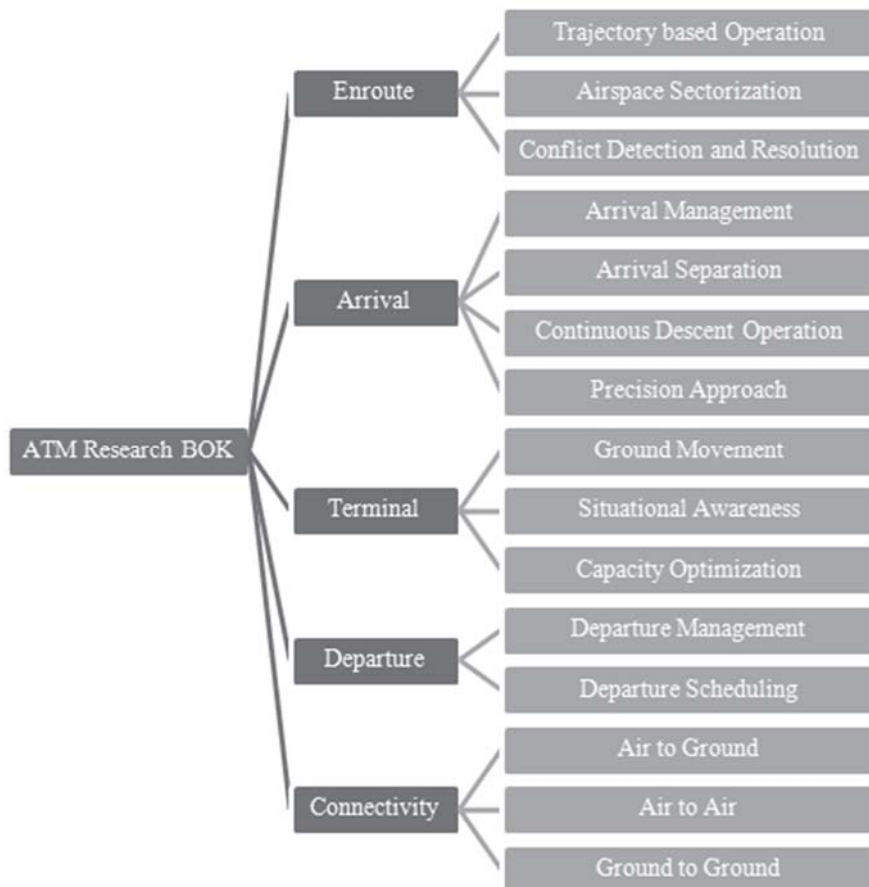 ATM Research BOK
Enroute
Trajectory based Operation
Airspace Sectorization
Conflict Detection and Resolution
Arrival
Arrival Management
Arrival Separation
Continuous Descent Operation
Precision Approach
Terminal
Ground Movement
Situational Awareness
Capacity Optimization
Departure
Departure Management
Departure Scheduling
Connectivity
Air to Ground
Air to Air
Ground to Ground